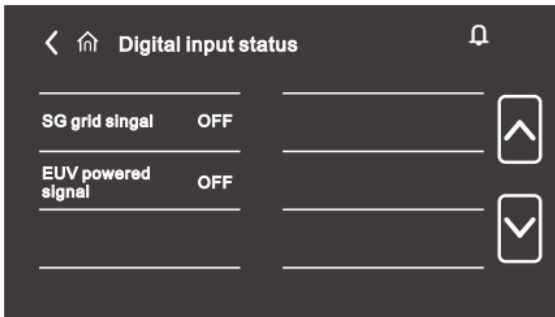 Digital input status
SG grid singal OFF
EUV powered
signal OFF